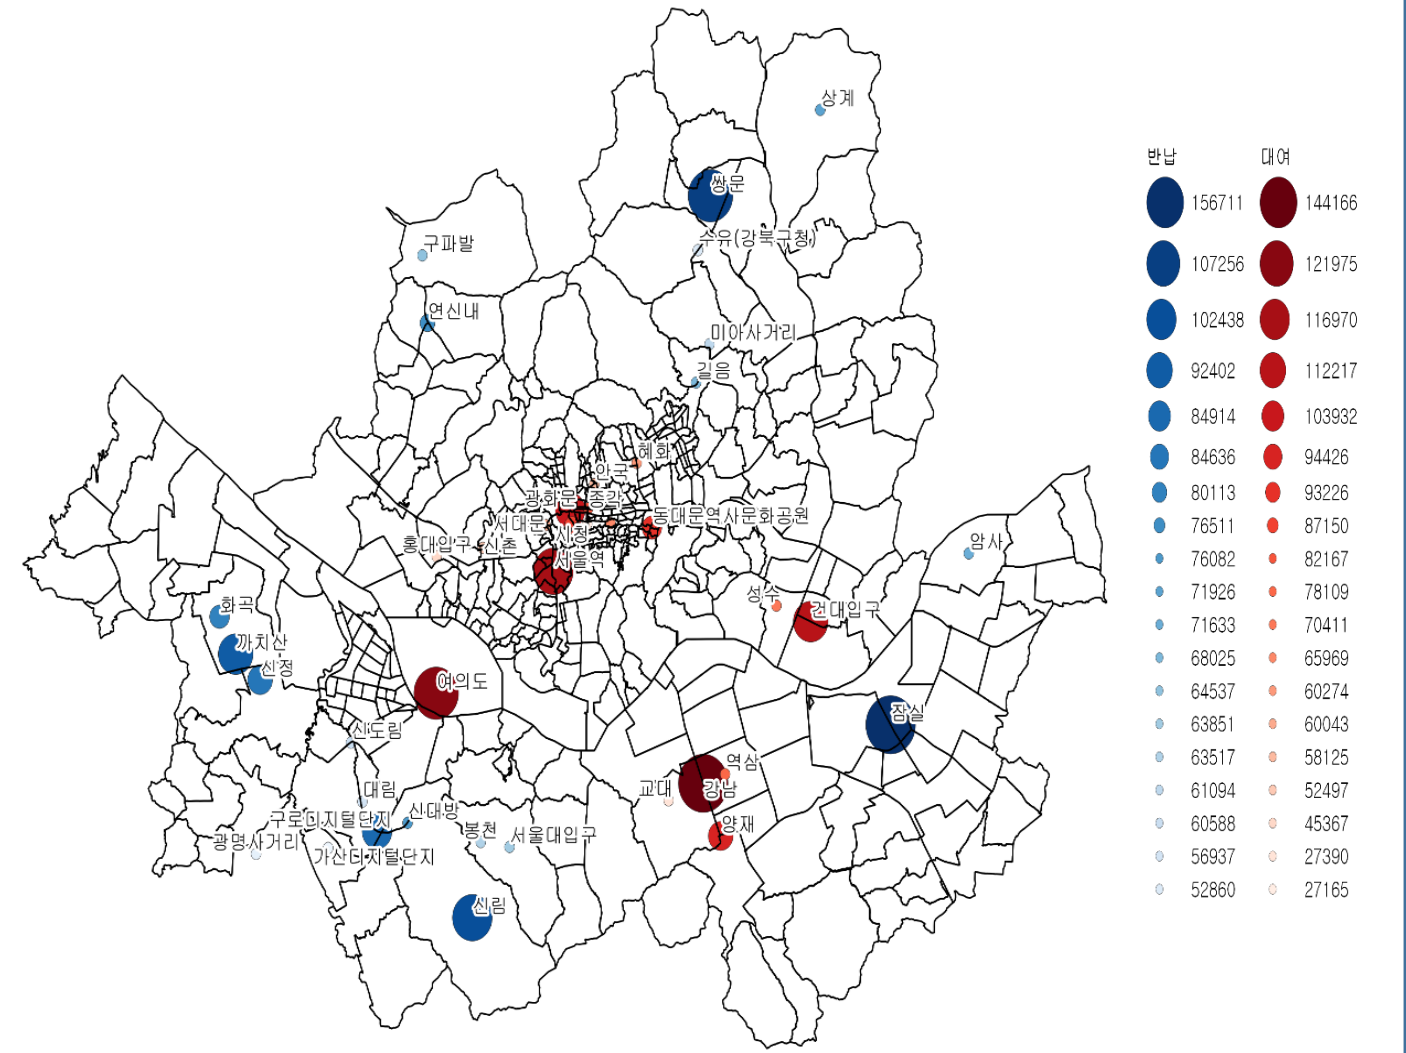 상계
쌍문
수유(강북구청)
구파발
연신내
미아사거리
길음
혜화
안국
광화문
종각
서대문
동대문역사문화공원
시청
홍대입구
신촌
서울역
암사
성수
건대입구
화곡
까치산
신정
여의도
잠실
신도림
역삼
교대
강남
대림
양재
구로디지털단지
신대방
봉천
서울대입구
광명사거리
가산디지털단지
신림
반납 대여
156711 144166
107256 121975
102438 116970
92402 112217
84914 103932
84636 94426
80113 93226
76511 87150
76082 82167
71926 78109
71633 70411
68025 65969
64537 60274
63851 60043
63517 58125
61094 52497
60588 45367
56937 27390
52860 27165